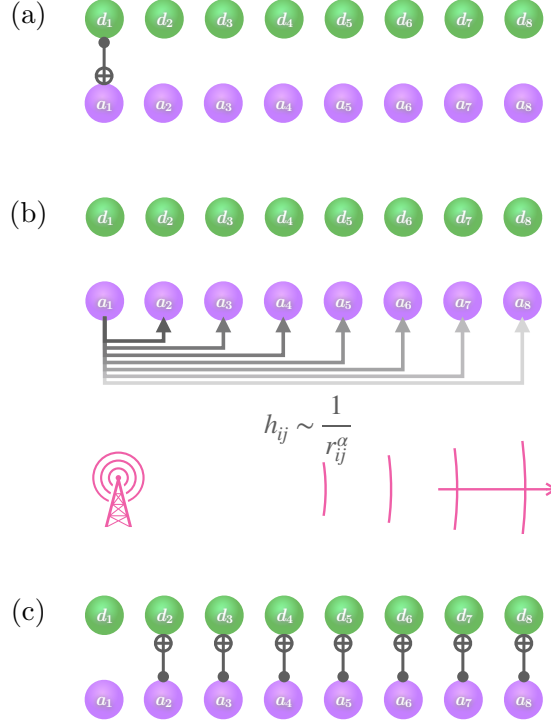 (a) d₁ d₂ d₃ d₄ d₅ d₆ d₇ d₈
a₁ a₂ a₃ a₄ a₅ a₆ a₇ a₈
(b) d₁ d₂ d₃ d₄ d₅ d₆ d₇ d₈
a₁ a₂ a₃ a₄ a₅ a₆ a₇ a₈
hᵢⱼ ~ 1 / rᵢⱼ^α
(c) d₁ d₂ d₃ d₄ d₅ d₆ d₇ d₈
a₁ a₂ a₃ a₄ a₅ a₆ a₇ a₈